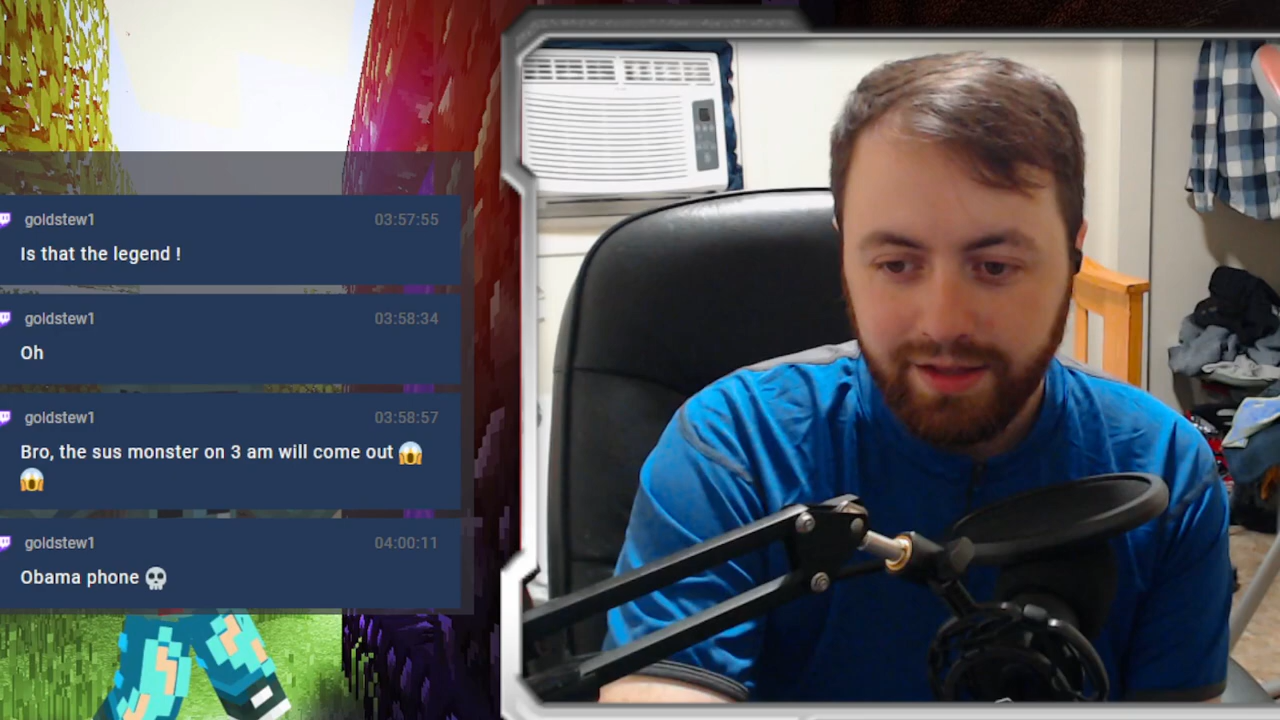 goldstew1 03:57:55
Is that the legend !
goldstew1 03:58:34
Oh
goldstew1 03:58:57
Bro, the sus monster on 3 am will come out 😱
😱
goldstew1 04:00:11
Obama phone 💀